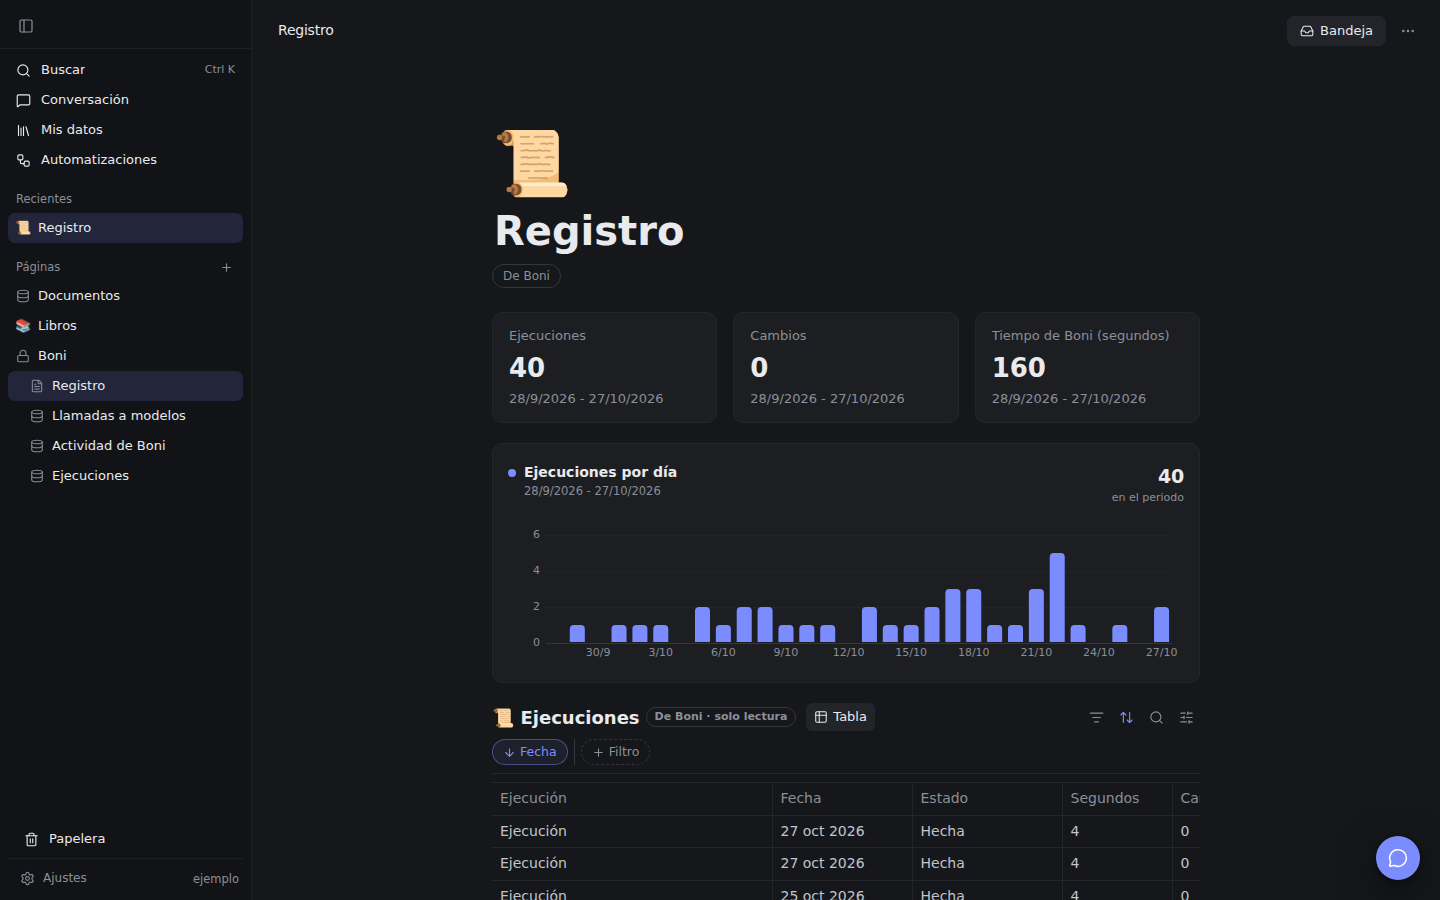 Registro
Bandeja
Buscar
Ctrl K
Conversación
Mis datos
Automatizaciones
Recientes
Registro
Páginas
Documentos
Libros
Boni
Registro
Llamadas a modelos
Actividad de Boni
Ejecuciones
Papelera
Ajustes
ejemplo
Registro
De Boni
Ejecuciones
40
28/9/2026 - 27/10/2026
Cambios
0
28/9/2026 - 27/10/2026
Tiempo de Boni (segundos)
160
28/9/2026 - 27/10/2026
Ejecuciones por día
28/9/2026 - 27/10/2026
40
en el periodo
6
4
2
0
30/9 3/10 6/10 9/10 12/10 15/10 18/10 21/10 24/10 27/10
Ejecuciones De Boni · solo lectura Tabla
Fecha Filtro
Ejecución Fecha Estado Segundos Ca
Ejecución 27 oct 2026 Hecha 4 0
Ejecución 27 oct 2026 Hecha 4 0
Ejecución 25 oct 2026 Hecha 4 0